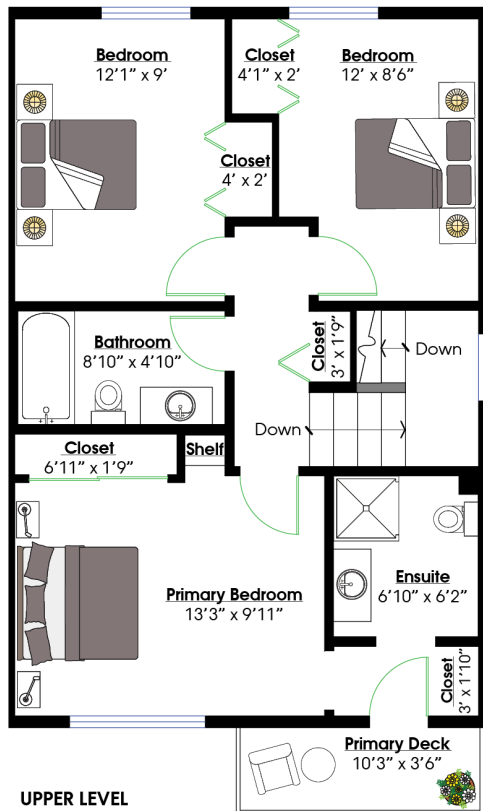 Bedroom
12'1" x 9'
Closet
4'1" x 2'
Bedroom
12' x 8'6"
Closet
4' x 2'
Bathroom
8'10" x 4'10"
Closet
3' x 1'9"
Down
Down
Closet
6'11" x 1'9"
Shelf
Primary Bedroom
13'3" x 9'11"
Ensuite
6'10" x 6'2"
Closet
3' x 1'10"
Primary Deck
10'3" x 3'6"
UPPER LEVEL